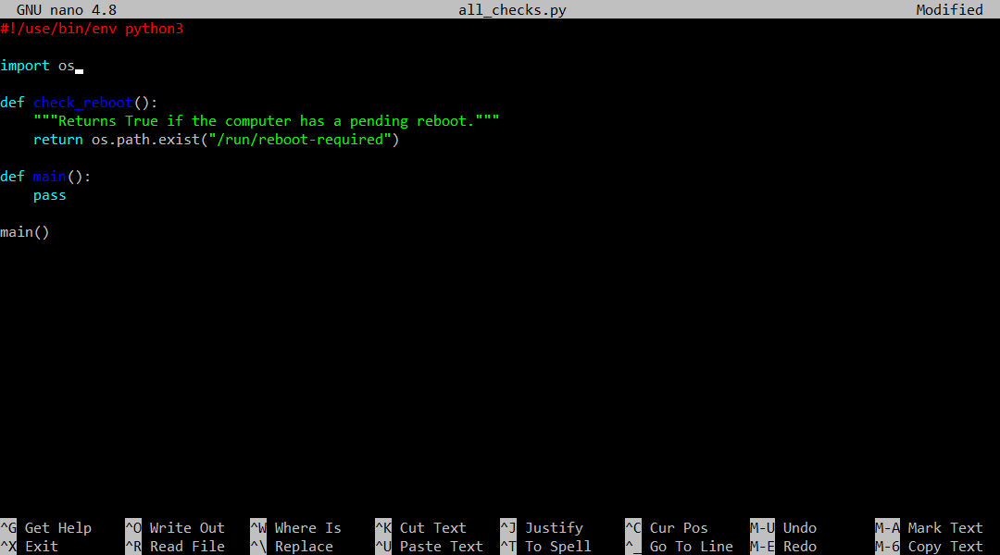 GNU nano 4.8 all_checks.py Modified
#!/use/bin/env python3
import os
def check_reboot():
"""Returns True if the computer has a pending reboot."""
return os.path.exist("/run/reboot-required")
def main():
pass
main()
^G Get Help ^O Write Out ^W Where Is ^K Cut Text ^J Justify ^C Cur Pos M-U Undo M-A Mark Text
^X Exit ^R Read File ^\ Replace ^U Paste Text ^T To Spell ^_ Go To Line M-E Redo M-6 Copy Text